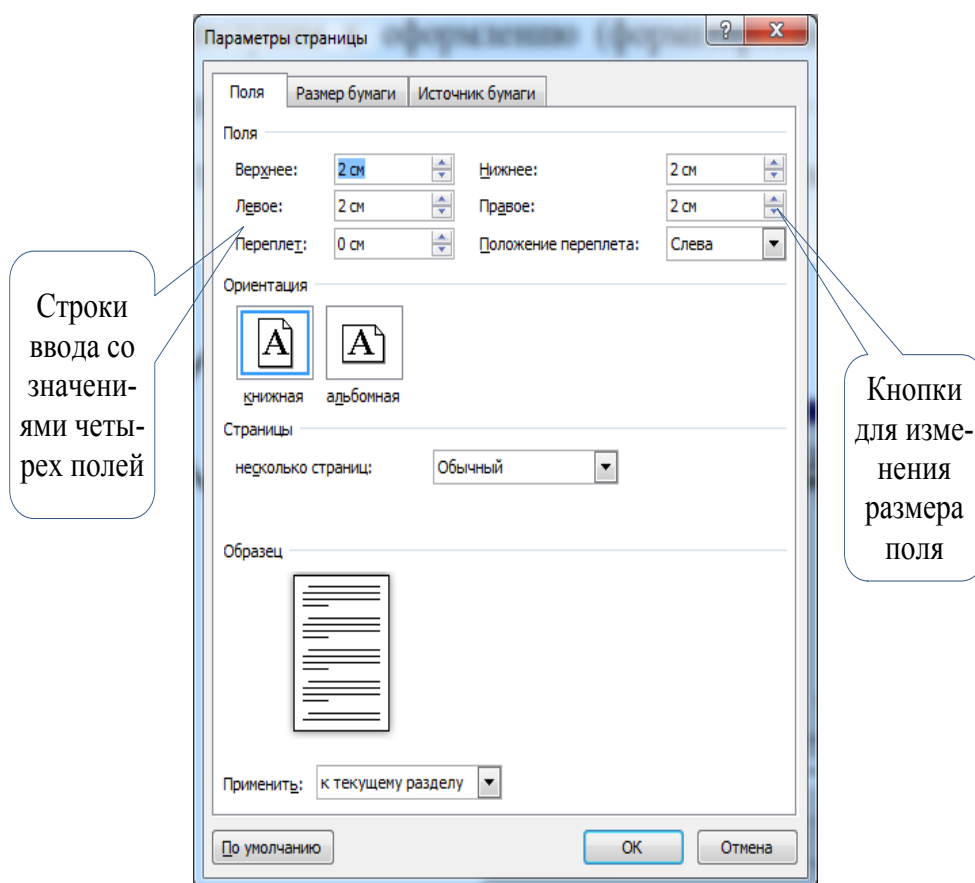 Параметры страницы
оформлению
Поля Размер бумаги Источник бумаги
Поля
Верхнее: 2 см Нижнее: 2 см
Левое: 2 см Правое: 2 см
Переплет: 0 см Положение переплета: Слева
Ориентация
A A
книжная альбомная
Страницы
несколько страниц: Обычный
Образец
Применить: к текущему разделу
По умолчанию ОК Отмена
Строки
ввода со
значени-
ями четы-
рех полей
Кнопки
для изме-
нения
размера
поля